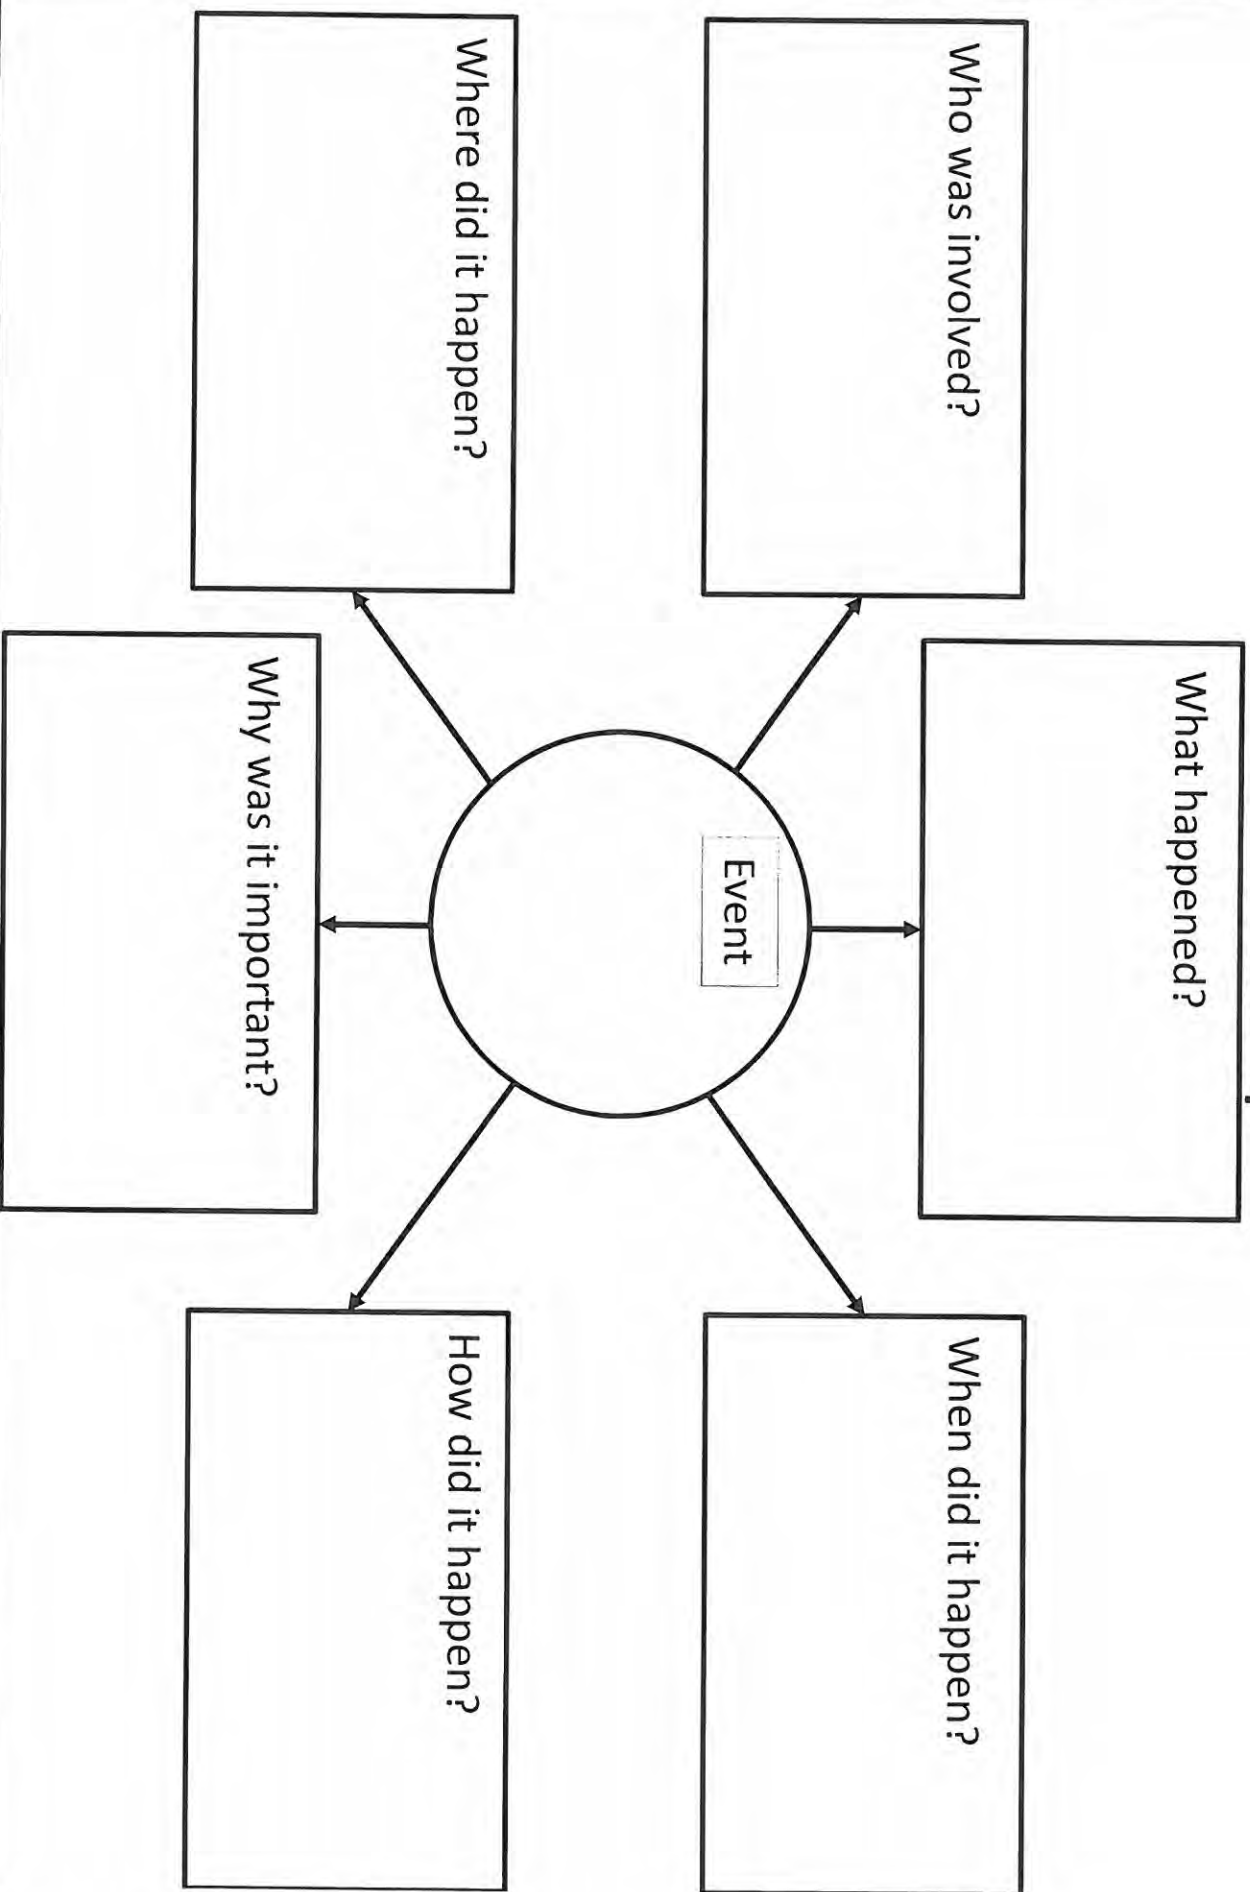 What happened?
Who was involved?
When did it happen?
Event
Where did it happen?
How did it happen?
Why was it important?